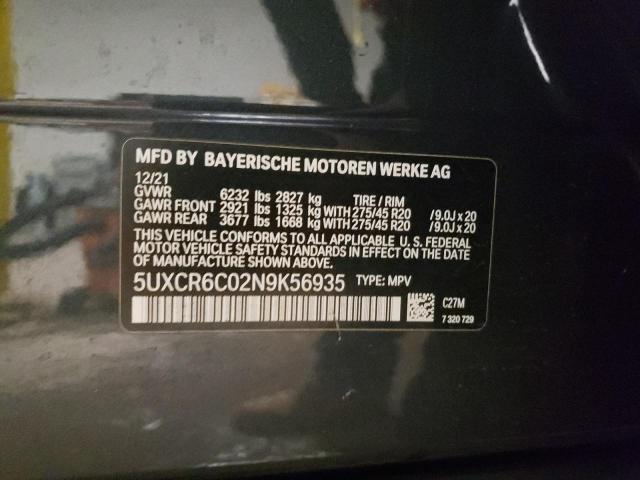 MFD BY BAYERISCHE MOTOREN WERKE AG
12/21
GVWR 6232 lbs 2827 kg TIRE / RIM
GAWR FRONT 2921 lbs 1325 kg WITH 275/45 R20 / 9.0J x 20
GAWR REAR 3677 lbs 1668 kg WITH 275/45 R20 / 9.0J x 20
THIS VEHICLE CONFORMS TO ALL APPLICABLE U. S. FEDERAL
MOTOR VEHICLE SAFETY STANDARDS IN EFFECT ON THE DATE
OF MANUFACTURE SHOWN ABOVE.
5UXCR6C02N9K56935 TYPE: MPV
C27M
7 320 729